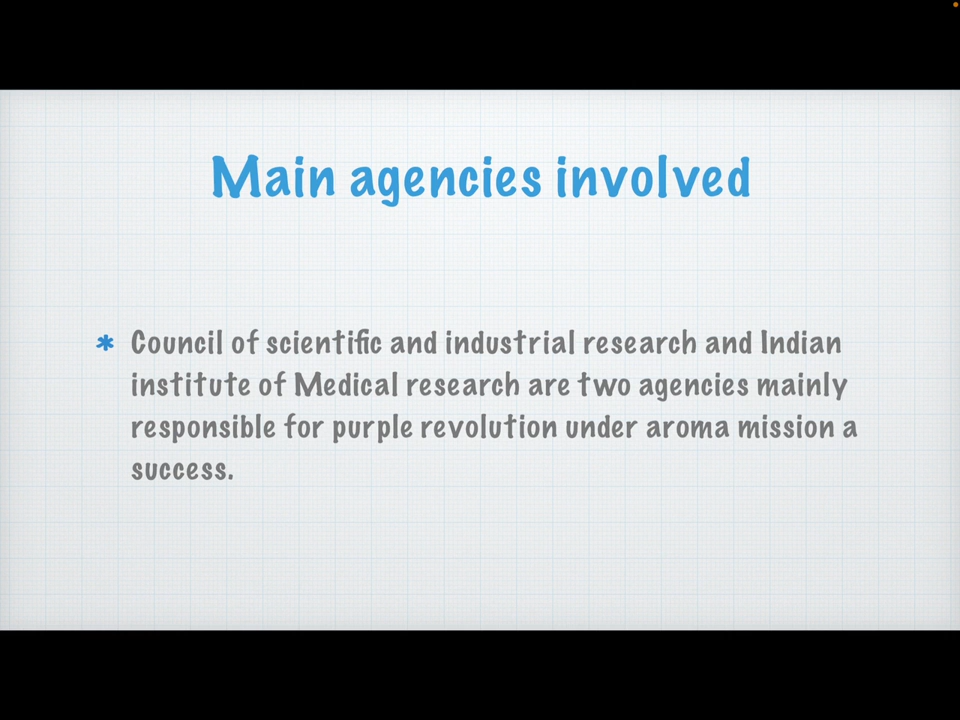 Main agencies involved
* Council of scientific and industrial research and Indian
institute of Medical research are two agencies mainly
responsible for purple revolution under aroma mission a
success.